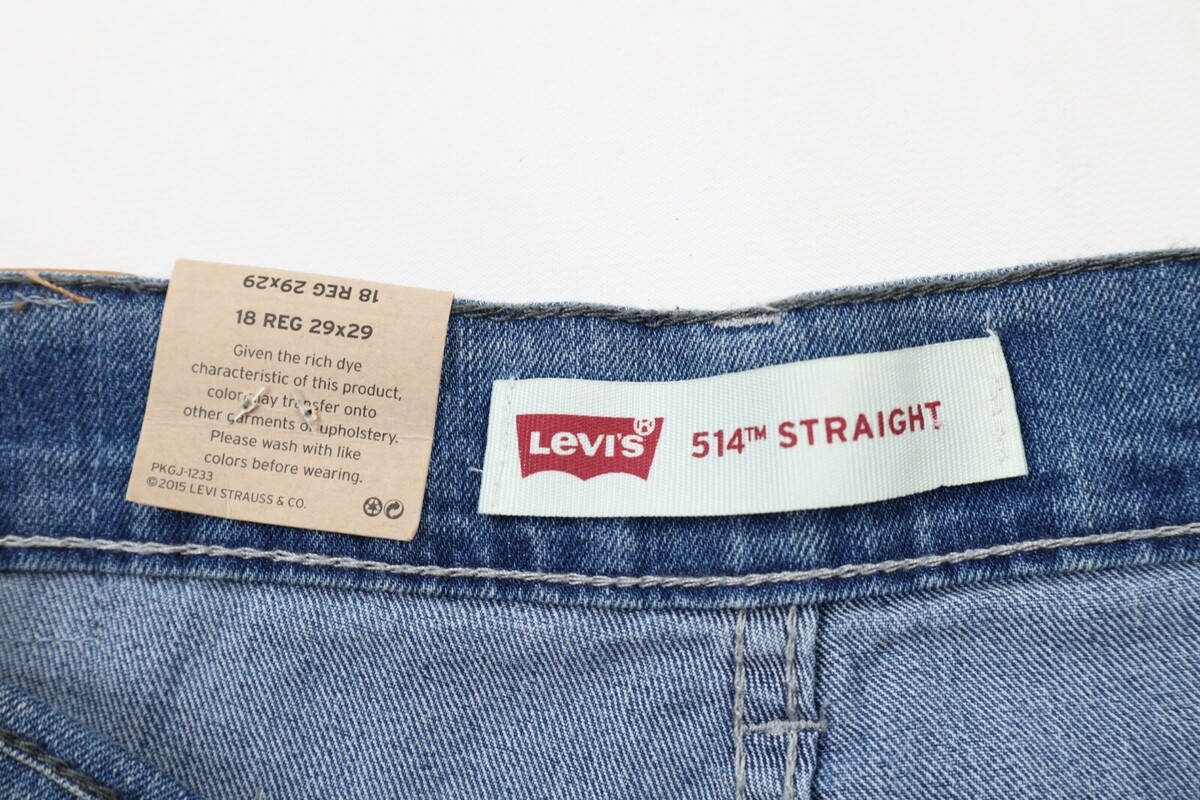 18 REG 29x29
18 REG 29x29
Given the rich dye
characteristic of this product,
color may transfer onto
other garments or upholstery.
Please wash with like
colors before wearing.
PKGJ-1233
©2015 LEVI STRAUSS & CO.
LEVI'S®
514™ STRAIGHT